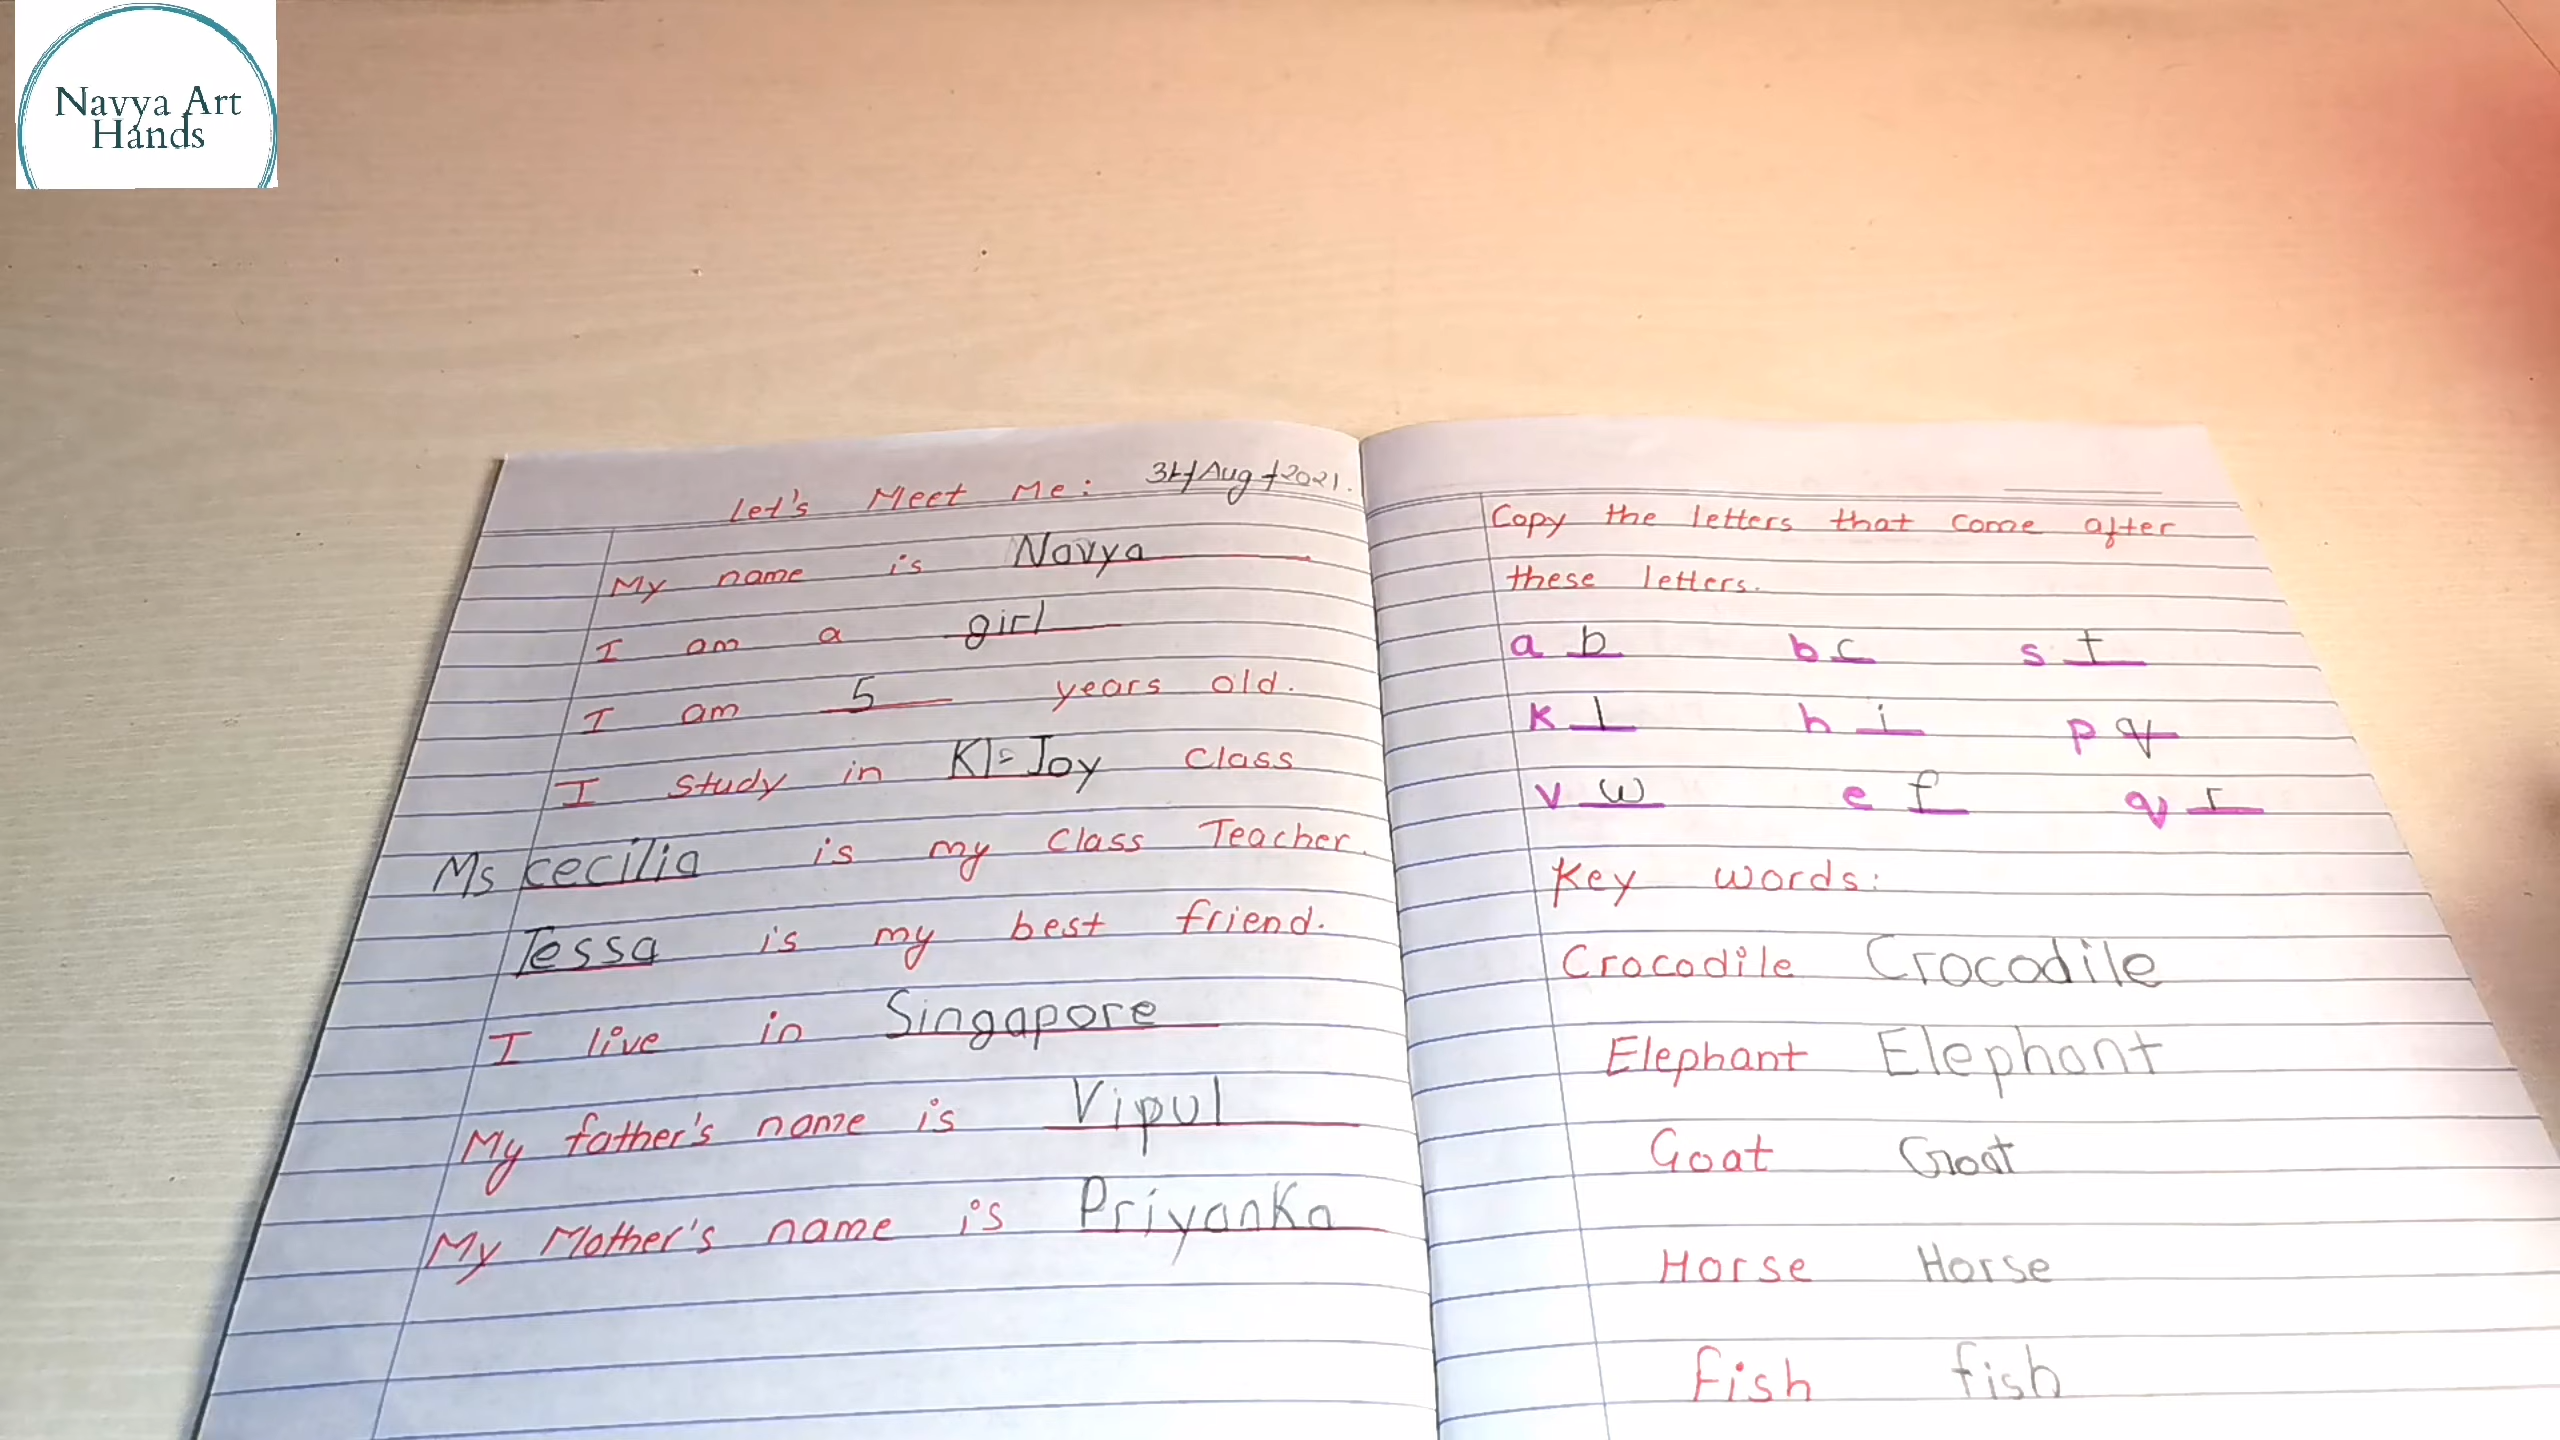 Navya Art
Hands
Let's Meet Me: 31/Aug/2021.
My name is Navya
I am a girl
I am 5 years old.
I study in K1-Joy Class
Ms cecilia is my Class Teacher.
Tessa is my best friend.
I live in Singapore
My father's name is Vipul
My Mother's name is Priyanka
Copy the letters that come after
these letters.
a b b c s t
k l h i p q
v w e f q r
Key words:
Crocodile Crocodile
Elephant Elephant
Goat Goat
Horse Horse
Fish fish